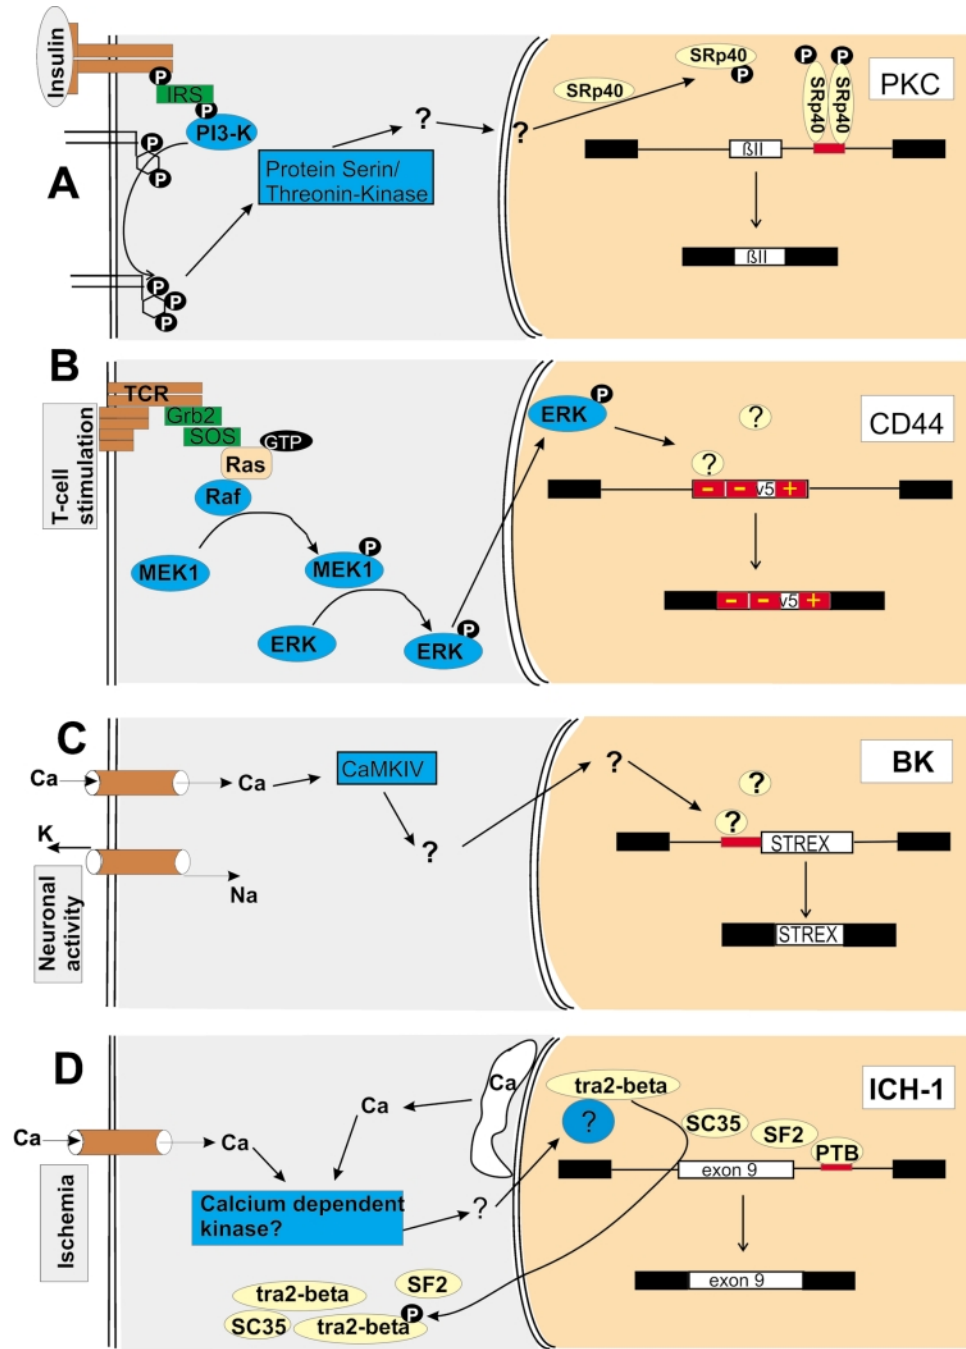 A
Insulin
P
IRS
P
PI3-K
P
P
P
P
P
Protein Serin/
Threonin-Kinase
?
?
SRp40
SRp40
P
P
P
SRp40
SRp40
PKC
ßII
ßII
B
T-cell
stimulation
TCR
Grb2
SOS
GTP
Ras
Raf
MEK1
P
MEK1
ERK
P
ERK
P
ERK
?
?
CD44
- - v5 +
- - v5 +
C
Neuronal
activity
Ca
Ca
K
Na
CaMKIV
?
?
?
?
BK
STREX
STREX
D
Ischemia
Ca
Ca
Ca
Ca
Calcium dependent
kinase?
?
tra2-beta
?
SC35
SF2
PTB
ICH-1
exon 9
exon 9
tra2-beta
SF2
SC35
tra2-beta
P